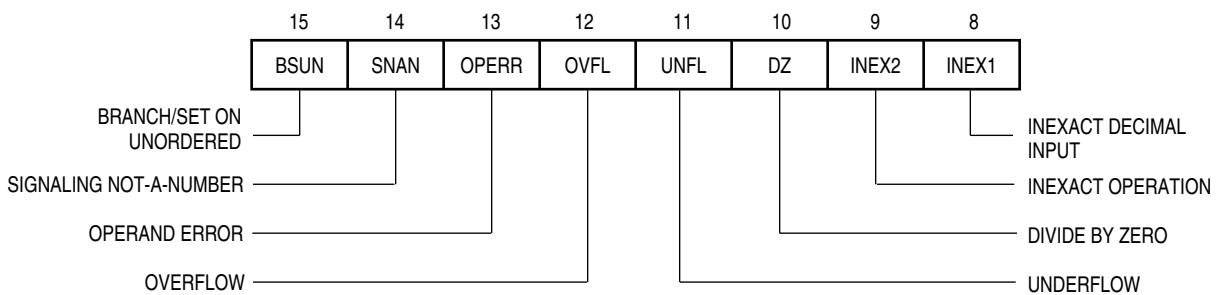 15 14 13 12 11 10 9 8
BSUN SNAN OPERR OVFL UNFL DZ INEX2 INEX1
BRANCH/SET ON
UNORDERED
INEXACT DECIMAL
INPUT
SIGNALING NOT-A-NUMBER
INEXACT OPERATION
OPERAND ERROR
DIVIDE BY ZERO
OVERFLOW
UNDERFLOW